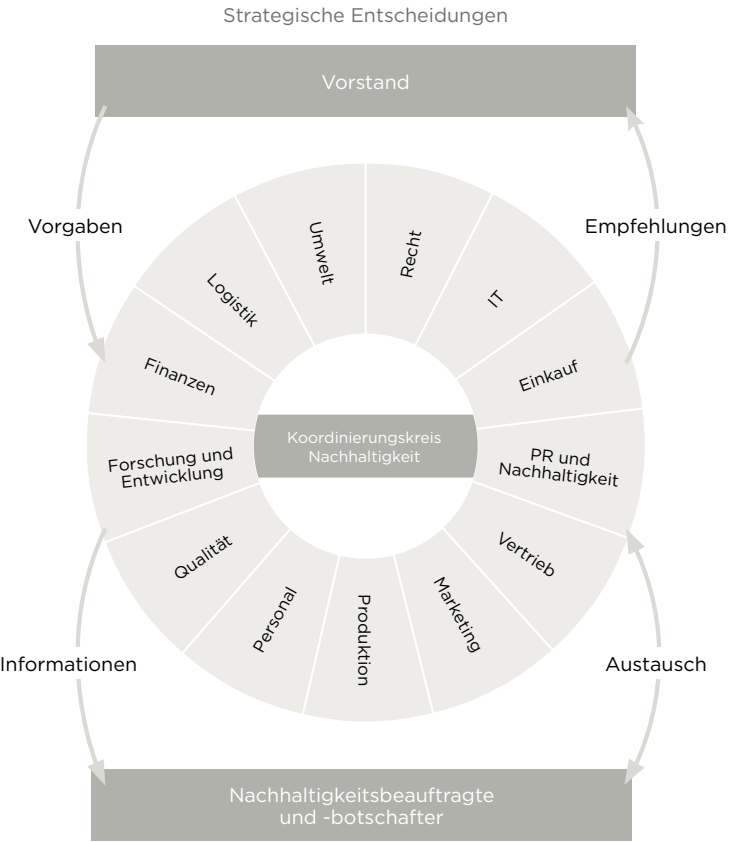 Strategische Entscheidungen
Vorstand
Vorgaben
Empfehlungen
Umwelt
Recht
Logistik
IT
Finanzen
Einkauf
Koordinierungskreis
Nachhaltigkeit
Forschung und
Entwicklung
PR und
Nachhaltigkeit
Qualität
Vertrieb
Personal
Produktion
Marketing
Informationen
Austausch
Nachhaltigkeitsbeauftragte
und -botschafter